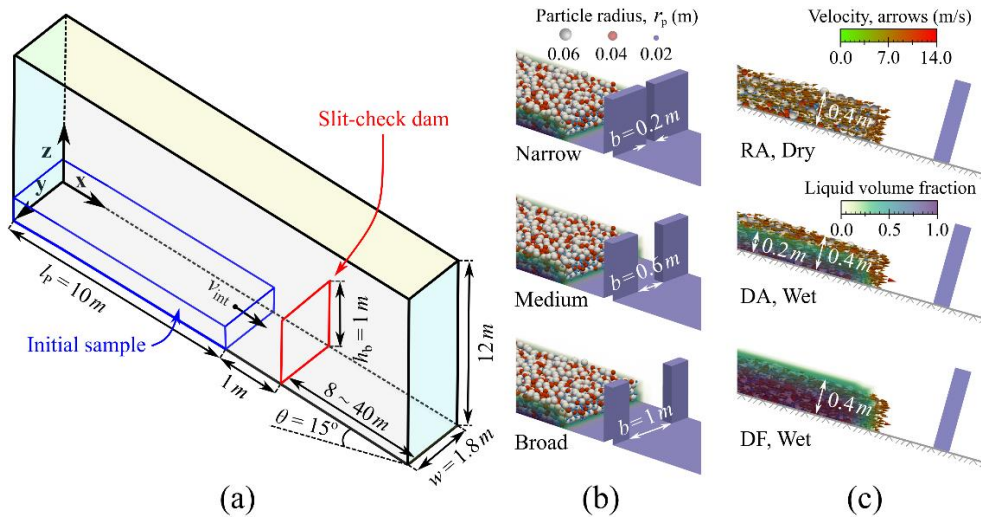 z
y
x
Slit-check dam
v_int
l_p = 10 m
Initial sample
1 m
h_b = 1 m
8 ~ 40 m
12 m
θ = 15°
w = 1.8 m
(a)
Particle radius, r_p (m)
0.06 0.04 0.02
b = 0.2 m
Narrow
b = 0.6 m
Medium
b = 1 m
Broad
(b)
Velocity, arrows (m/s)
0.0 7.0 14.0
0.4 m
RA, Dry
Liquid volume fraction
0.0 0.5 1.0
0.2 m 0.4 m
DA, Wet
0.4 m
DF, Wet
(c)